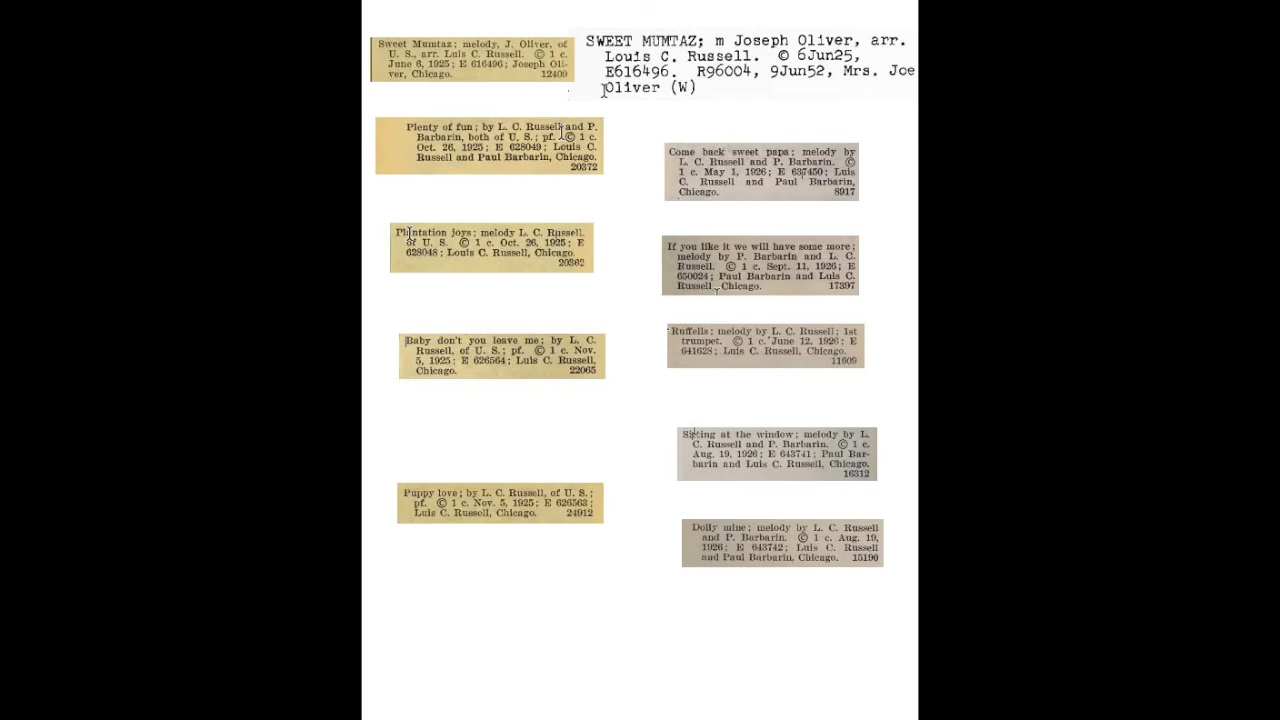 Sweet Mumtaz; melody, J. Oliver, of
U. S., arr. Luis C. Russell. © 1 c.
June 6, 1925; E 616496; Joseph Oli-
ver, Chicago. 12409
SWEET MUMTAZ; m Joseph Oliver, arr.
Louis C. Russell. © 6Jun25,
E616496. R96004, 9Jun52, Mrs. Joe
Oliver (W)
Plenty of fun; by L. C. Russell and P.
Barbarin, both of U. S.; pf. © 1 c.
Oct. 26, 1925; E 628049; Louis C.
Russell and Paul Barbarin, Chicago.
20372
Plantation joys; melody L. C. Russell,
of U. S. © 1 c. Oct. 26, 1925; E
628048; Louis C. Russell, Chicago.
20362
Baby don't you leave me; by L. C.
Russell, of U. S.; pf. © 1 c. Nov.
5, 1925; E 626564; Luis C. Russell,
Chicago. 22065
Puppy love; by L. C. Russell, of U. S.;
pf. © 1 c. Nov. 5, 1925; E 626563;
Luis C. Russell, Chicago. 24912
Come back sweet papa; melody by
L. C. Russell and P. Barbarin. ©
1 c. May 1, 1926; E 637450; Luis
C. Russell and Paul Barbarin,
Chicago. 8917
If you like it we will have some more;
melody by P. Barbarin and L. C.
Russell. © 1 c. Sept. 11, 1926; E
650024; Paul Barbarin and Luis C.
Russell, Chicago. 17397
Ruffells; melody by L. C. Russell; 1st
trumpet. © 1 c. June 12, 1926; E
641628; Luis C. Russell, Chicago.
11609
Sitting at the window; melody by L.
C. Russell and P. Barbarin. © 1 c.
Aug. 19, 1926; E 643741; Paul Bar-
barin and Luis C. Russell, Chicago.
16312
Dolly mine; melody by L. C. Russell
and P. Barbarin. © 1 c. Aug. 19,
1926; E 643742; Luis C. Russell
and Paul Barbarin, Chicago. 15190